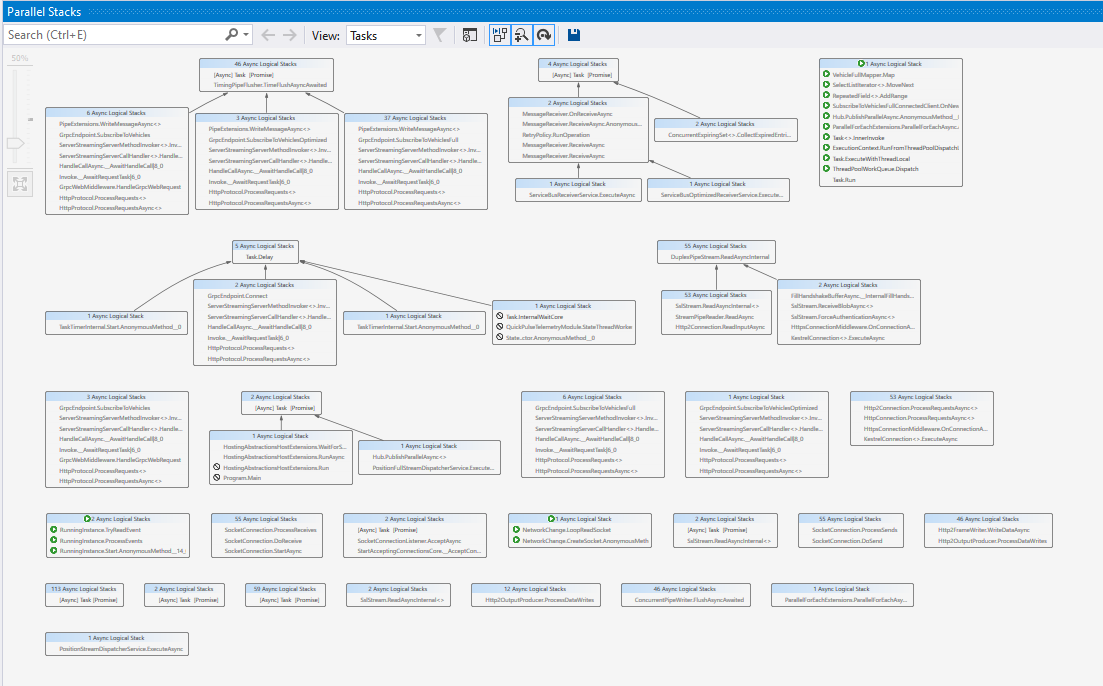 Parallel Stacks
Search (Ctrl+E)
View:
Tasks
50%
46 Async Logical Stacks
[Async] Task [Promise]
TimingPipeFlusher.TimeFlushAsyncAwaited
6 Async Logical Stacks
PipeExtensions.WriteMessageAsync<>
GrpcEndpoint.SubscribeToVehicles
ServerStreamingServerMethodInvoker<>.Inv...
ServerStreamingServerCallHandler<>.Handle...
HandleCallAsync.__AwaitHandleCall|8_0
Invoke.__AwaitRequestTask|6_0
GrpcWebMiddleware.HandleGrpcWebRequest
HttpProtocol.ProcessRequests<>
HttpProtocol.ProcessRequestsAsync<>
3 Async Logical Stacks
PipeExtensions.WriteMessageAsync<>
GrpcEndpoint.SubscribeToVehiclesOptimized
ServerStreamingServerMethodInvoker<>.Inv...
ServerStreamingServerCallHandler<>.Handle...
HandleCallAsync.__AwaitHandleCall|8_0
Invoke.__AwaitRequestTask|6_0
HttpProtocol.ProcessRequests<>
HttpProtocol.ProcessRequestsAsync<>
37 Async Logical Stacks
PipeExtensions.WriteMessageAsync<>
GrpcEndpoint.SubscribeToVehiclesFull
ServerStreamingServerMethodInvoker<>.Inv...
ServerStreamingServerCallHandler<>.Handle...
HandleCallAsync.__AwaitHandleCall|8_0
Invoke.__AwaitRequestTask|6_0
HttpProtocol.ProcessRequests<>
HttpProtocol.ProcessRequestsAsync<>
4 Async Logical Stacks
[Async] Task [Promise]
2 Async Logical Stacks
MessageReceiver.OnReceiveAsync
MessageReceiver.ReceiveAsync.Anonymous...
RetryPolicy.RunOperation
MessageReceiver.ReceiveAsync
MessageReceiver.ReceiveAsync
2 Async Logical Stacks
ConcurrentExpiringSet<>.CollectExpiredEntri...
1 Async Logical Stack
ServiceBusReceiverService.ExecuteAsync
1 Async Logical Stack
ServiceBusOptimizedReceiverService.Execute...
1 Async Logical Stack
VehicleFullMapper.Map
SelectListIterator<>.MoveNext
RepeatedField<>.AddRange
SubscribeToVehiclesFullConnectedClient.OnNex
Hub.PublishParallelAsync.AnonymousMethod__
ParallelForEachExtensions.ParallelForEachAsync.
Task<>.InnerInvoke
ExecutionContext.RunFromThreadPoolDispatchl
Task.ExecuteWithThreadLocal
ThreadPoolWorkQueue.Dispatch
Task.Run
5 Async Logical Stacks
Task.Delay
1 Async Logical Stack
TaskTimerInternal.Start.AnonymousMethod__0
2 Async Logical Stacks
GrpcEndpoint.Connect
ServerStreamingServerMethodInvoker<>.Inv...
ServerStreamingServerCallHandler<>.Handle...
HandleCallAsync.__AwaitHandleCall|8_0
Invoke.__AwaitRequestTask|6_0
HttpProtocol.ProcessRequests<>
HttpProtocol.ProcessRequestsAsync<>
1 Async Logical Stack
TaskTimerInternal.Start.AnonymousMethod__0
1 Async Logical Stack
Task.InternalWaitCore
QuickPulseTelemetryModule.StateThreadWorke
State..ctor.AnonymousMethod__0
55 Async Logical Stacks
DuplexPipeStream.ReadAsyncInternal
53 Async Logical Stacks
SslStream.ReadAsyncInternal<>
StreamPipeReader.ReadAsync
Http2Connection.ReadInputAsync
2 Async Logical Stacks
FillHandshakeBufferAsync.__InternalFillHands...
SslStream.ReceiveBlobAsync<>
SslStream.ForceAuthenticationAsync<>
HttpsConnectionMiddleware.OnConnectionA...
KestrelConnection<>.ExecuteAsync
3 Async Logical Stacks
GrpcEndpoint.SubscribeToVehicles
ServerStreamingServerMethodInvoker<>.Inv...
ServerStreamingServerCallHandler<>.Handle...
HandleCallAsync.__AwaitHandleCall|8_0
Invoke.__AwaitRequestTask|6_0
GrpcWebMiddleware.HandleGrpcWebRequest
HttpProtocol.ProcessRequests<>
HttpProtocol.ProcessRequestsAsync<>
2 Async Logical Stacks
[Async] Task [Promise]
1 Async Logical Stack
HostingAbstractionsHostExtensions.WaitForS...
HostingAbstractionsHostExtensions.RunAsync
HostingAbstractionsHostExtensions.Run
Program.Main
1 Async Logical Stack
Hub.PublishParallelAsync<>
PositionFullStreamDispatcherService.Execute...
6 Async Logical Stacks
GrpcEndpoint.SubscribeToVehiclesFull
ServerStreamingServerMethodInvoker<>.Inv...
ServerStreamingServerCallHandler<>.Handle...
HandleCallAsync.__AwaitHandleCall|8_0
Invoke.__AwaitRequestTask|6_0
HttpProtocol.ProcessRequests<>
HttpProtocol.ProcessRequestsAsync<>
1 Async Logical Stack
GrpcEndpoint.SubscribeToVehiclesOptimized
ServerStreamingServerMethodInvoker<>.Inv...
ServerStreamingServerCallHandler<>.Handle...
HandleCallAsync.__AwaitHandleCall|8_0
Invoke.__AwaitRequestTask|6_0
HttpProtocol.ProcessRequests<>
HttpProtocol.ProcessRequestsAsync<>
53 Async Logical Stacks
Http2Connection.ProcessRequestsAsync<>
HttpConnection.ProcessRequestsAsync<>
HttpsConnectionMiddleware.OnConnectionA...
KestrelConnection<>.ExecuteAsync
2 Async Logical Stacks
RunningInstance.TryReadEvent
RunningInstance.ProcessEvents
RunningInstance.Start.AnonymousMethod__14_
55 Async Logical Stacks
SocketConnection.ProcessReceives
SocketConnection.DoReceive
SocketConnection.StartAsync
2 Async Logical Stacks
[Async] Task [Promise]
SocketConnectionListener.AcceptAsync
StartAcceptingConnectionsCore.__AcceptCon...
1 Async Logical Stack
NetworkChange.LoopReadSocket
NetworkChange.CreateSocket.AnonymousMeth
2 Async Logical Stacks
[Async] Task [Promise]
SslStream.ReadAsyncInternal<>
55 Async Logical Stacks
SocketConnection.ProcessSends
SocketConnection.DoSend
46 Async Logical Stacks
Http2FrameWriter.WriteDataAsync
Http2OutputProducer.ProcessDataWrites
113 Async Logical Stacks
[Async] Task [Promise]
2 Async Logical Stacks
[Async] Task [Promise]
59 Async Logical Stacks
[Async] Task [Promise]
2 Async Logical Stacks
SslStream.ReadAsyncInternal<>
12 Async Logical Stacks
Http2OutputProducer.ProcessDataWrites
46 Async Logical Stacks
ConcurrentPipeWriter.FlushAsyncAwaited
1 Async Logical Stack
ParallelForEachExtensions.ParallelForEachAsy...
1 Async Logical Stack
PositionStreamDispatcherService.ExecuteAsync